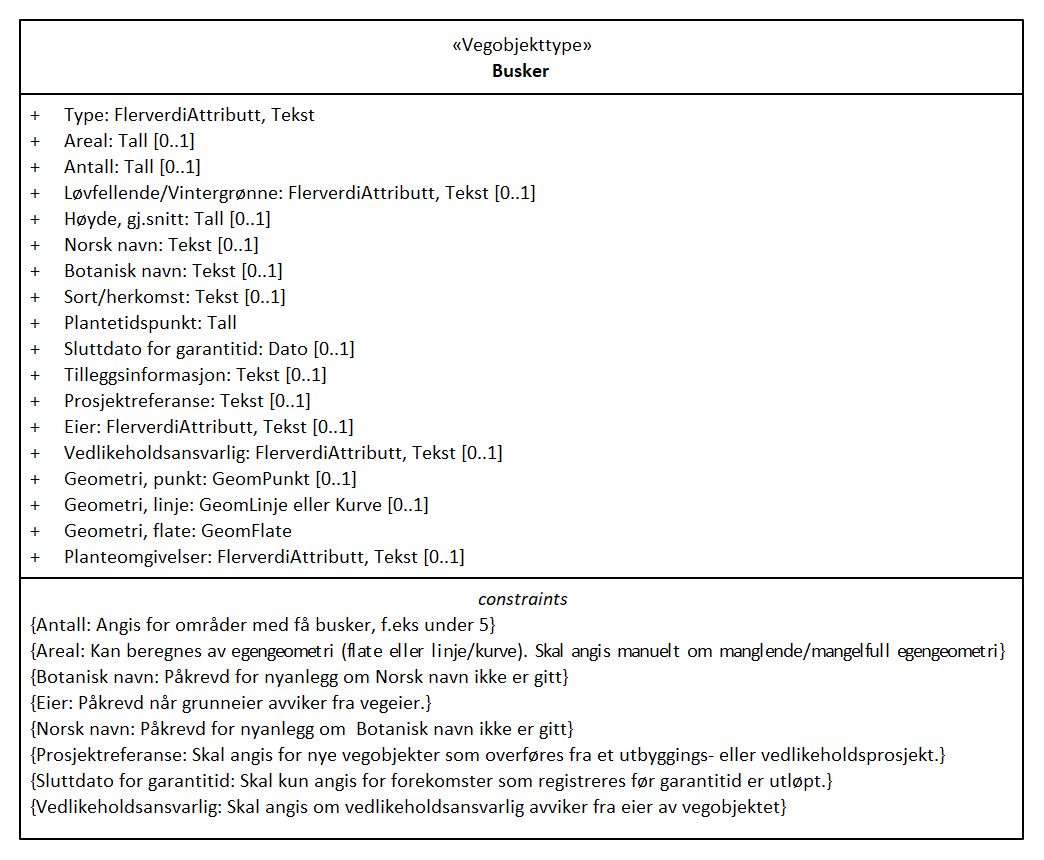 «Vegobjekttype»
Busker
+ Type: FlerverdiAttributt, Tekst
+ Areal: Tall [0..1]
+ Antall: Tall [0..1]
+ Løvfellende/Vintergrønne: FlerverdiAttributt, Tekst [0..1]
+ Høyde, gj.snitt: Tall [0..1]
+ Norsk navn: Tekst [0..1]
+ Botanisk navn: Tekst [0..1]
+ Sort/herkomst: Tekst [0..1]
+ Plantetidspunkt: Tall
+ Sluttdato for garantitid: Dato [0..1]
+ Tilleggsinformasjon: Tekst [0..1]
+ Prosjektreferanse: Tekst [0..1]
+ Eier: FlerverdiAttributt, Tekst [0..1]
+ Vedlikeholdsansvarlig: FlerverdiAttributt, Tekst [0..1]
+ Geometri, punkt: GeomPunkt [0..1]
+ Geometri, linje: GeomLinje eller Kurve [0..1]
+ Geometri, flate: GeomFlate
+ Planteomgivelser: FlerverdiAttributt, Tekst [0..1]
constraints
{Antall: Angis for områder med få busker, f.eks under 5}
{Areal: Kan beregnes av egengeometri (flate eller linje/kurve). Skal angis manuelt om manglende/mangelfull egengeometri}
{Botanisk navn: Påkrevd for nyanlegg om Norsk navn ikke er gitt}
{Eier: Påkrevd når grunneier avviker fra vegeier.}
{Norsk navn: Påkrevd for nyanlegg om  Botanisk navn ikke er gitt}
{Prosjektreferanse: Skal angis for nye vegobjekter som overføres fra et utbyggings- eller vedlikeholdsprosjekt.}
{Sluttdato for garantitid: Skal kun angis for forekomster som registreres før garantitid er utløpt.}
{Vedlikeholdsansvarlig: Skal angis om vedlikeholdsansvarlig avviker fra eier av vegobjektet}